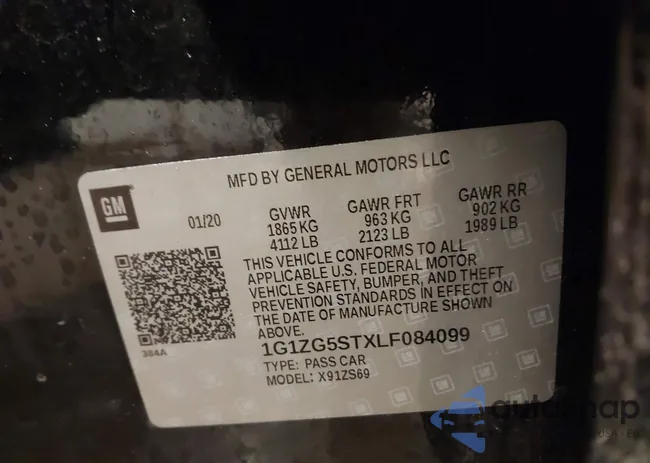 MFD BY GENERAL MOTORS LLC
GM
01/20
GVWR
1865 KG
4112 LB
GAWR FRT
963 KG
2123 LB
GAWR RR
902 KG
1989 LB
THIS VEHICLE CONFORMS TO ALL
APPLICABLE U.S. FEDERAL MOTOR
VEHICLE SAFETY, BUMPER, AND THEFT
PREVENTION STANDARDS IN EFFECT ON
THE DATE OF MANUFACTURE SHOWN
ABOVE.
384A
1G1ZG5STXLF084099
TYPE: PASS CAR
MODEL: X91ZS69